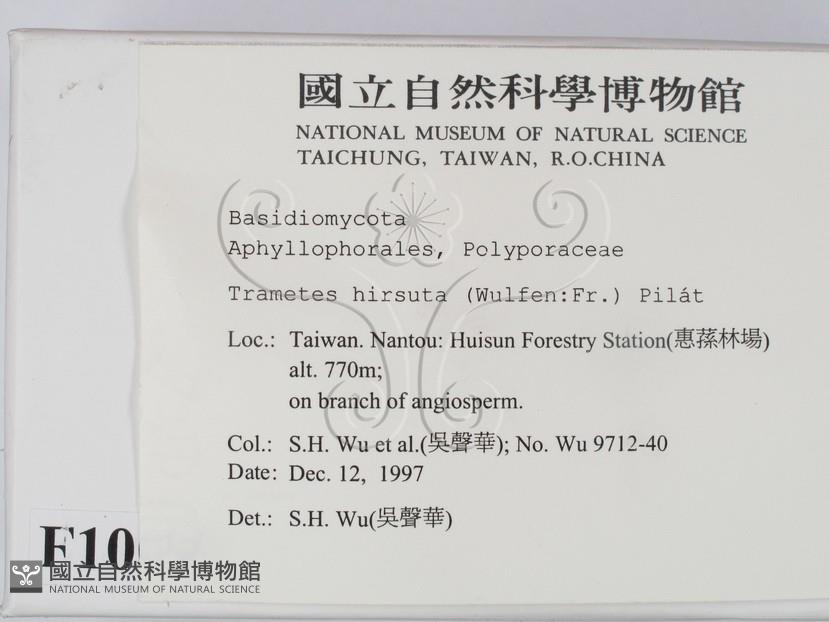 國立自然科學博物館
NATIONAL MUSEUM OF NATURAL SCIENCE
TAICHUNG, TAIWAN, R.O.CHINA
Basidiomycota
Aphyllophorales, Polyporaceae
Trametes hirsuta (Wulfen:Fr.) Pilát
Loc.: Taiwan. Nantou: Huisun Forestry Station(惠蓀林場)
alt. 770m;
on branch of angiosperm.
Col.: S.H. Wu et al.(吳聲華); No. Wu 9712-40
Date: Dec. 12, 1997
Det.: S.H. Wu(吳聲華)
F10
國立自然科學博物館
NATIONAL MUSEUM OF NATURAL SCIENCE